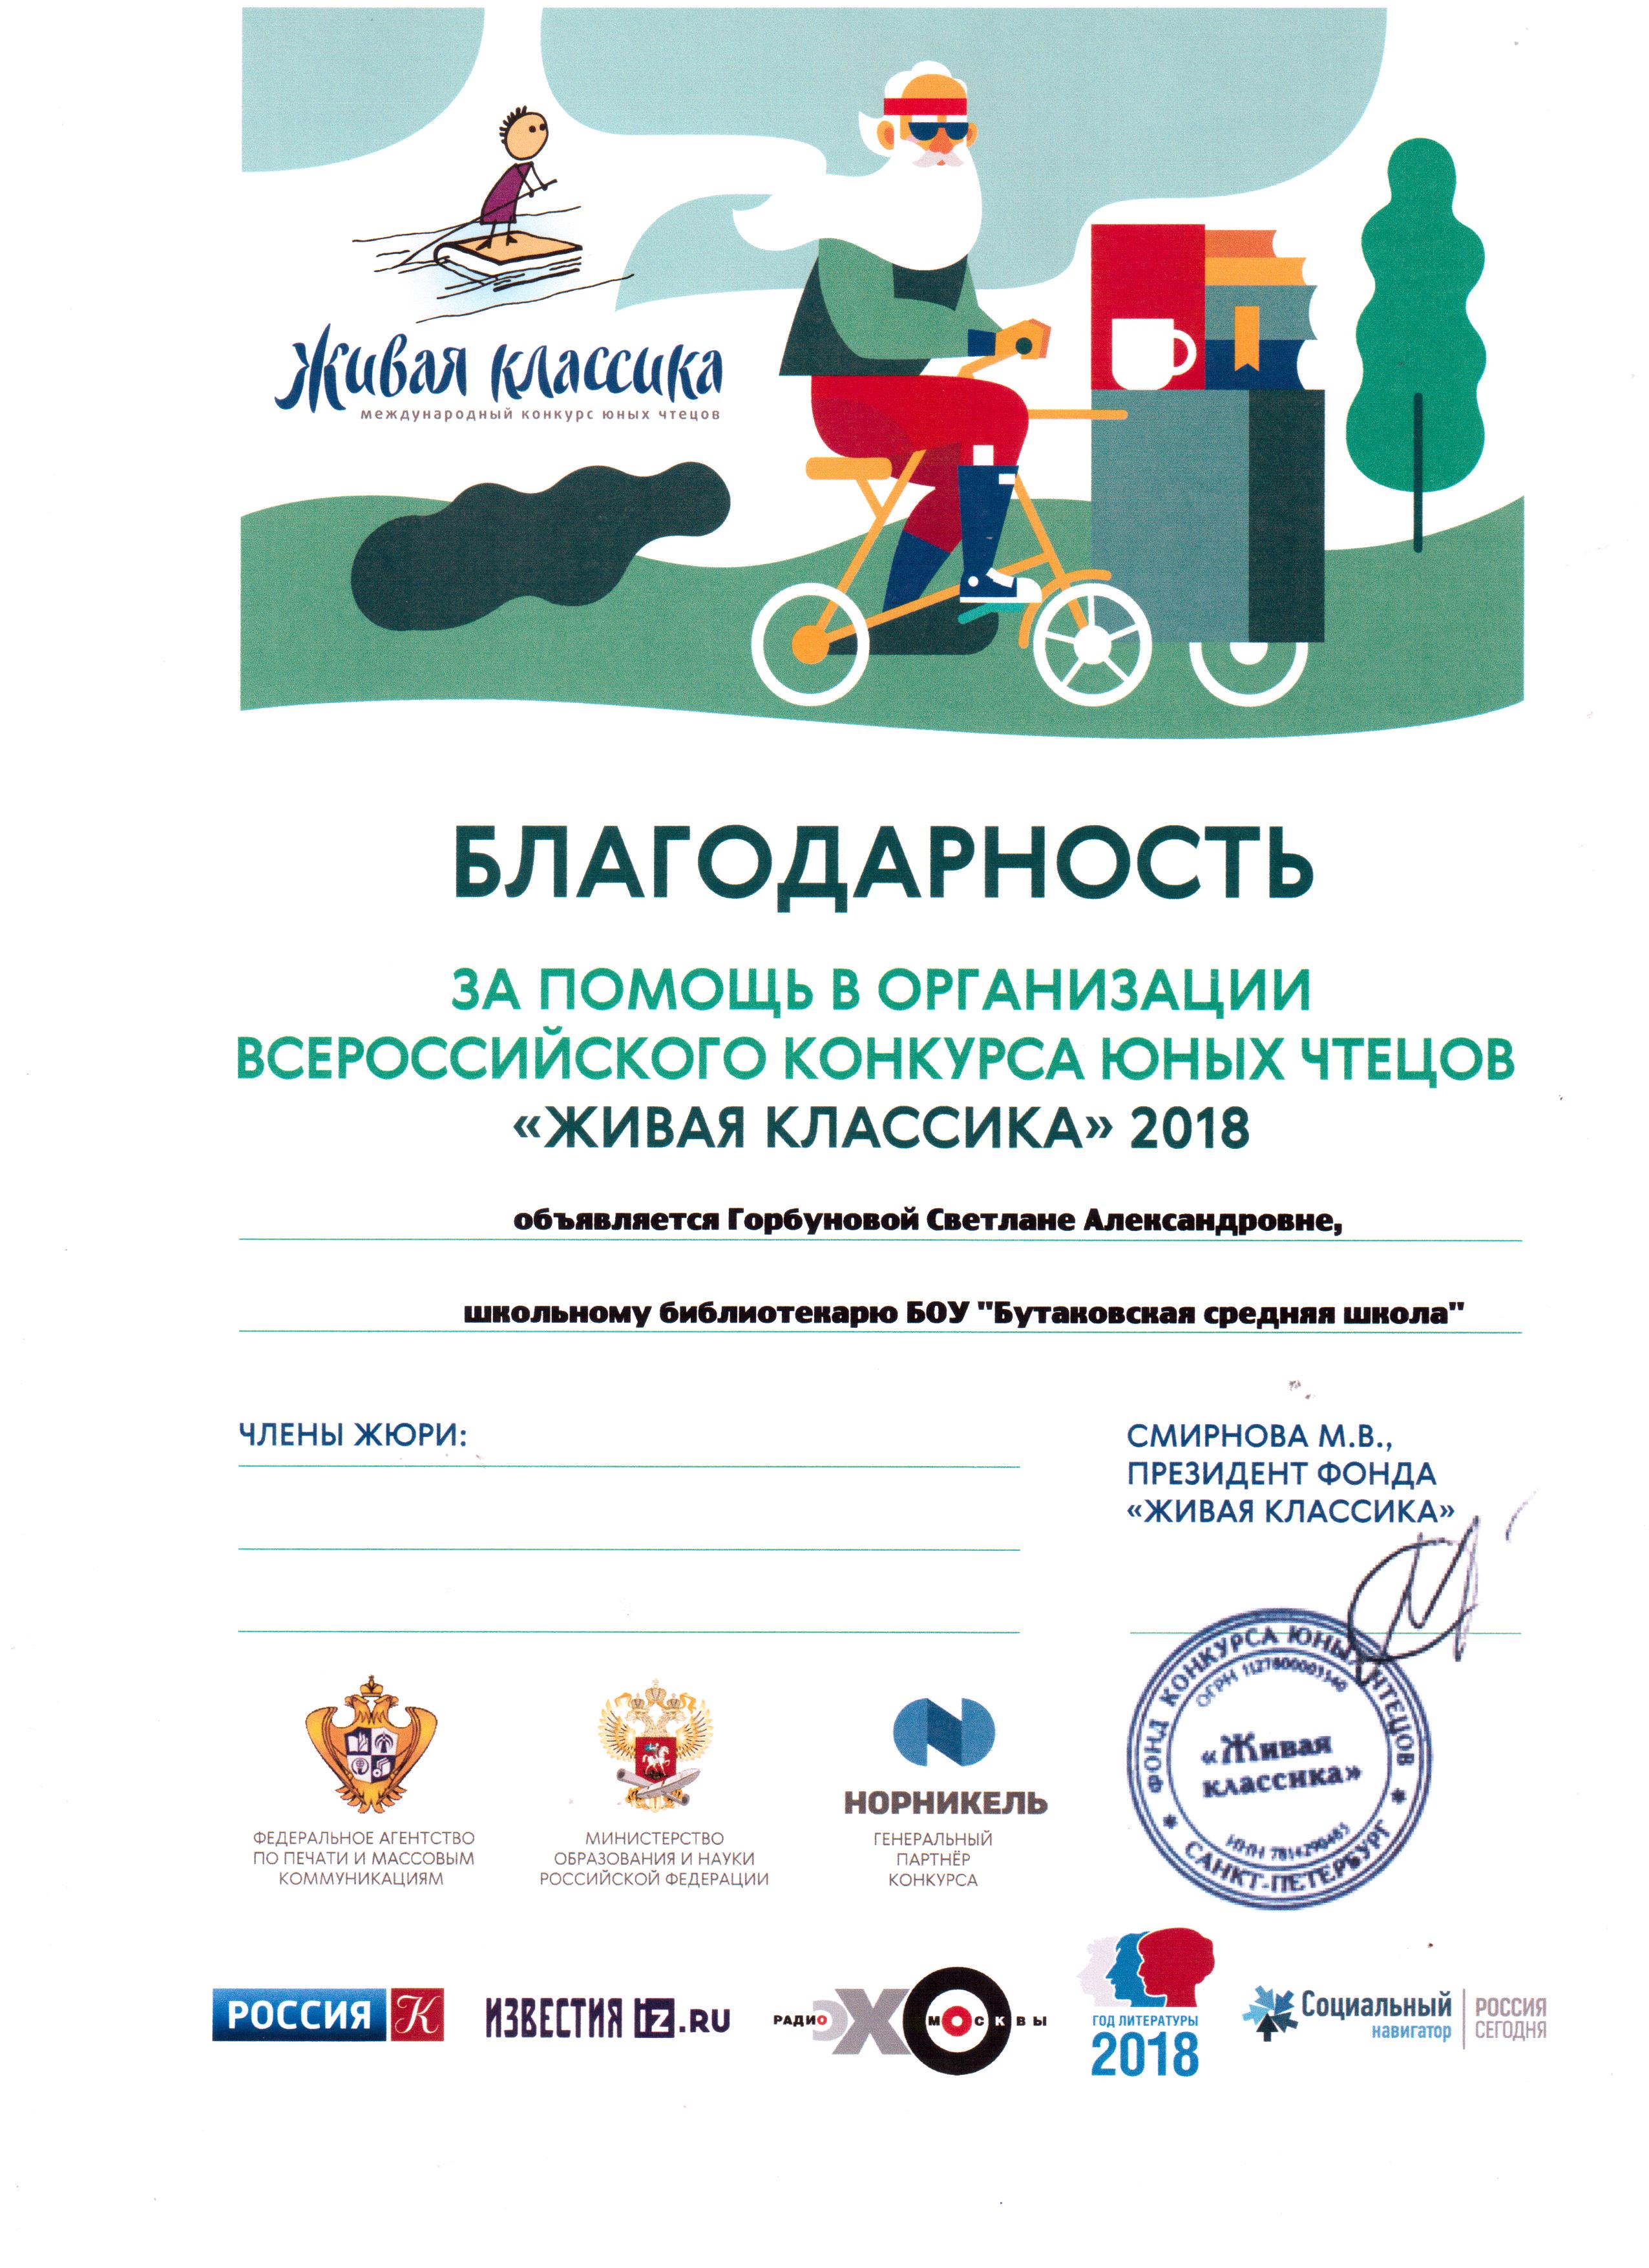 Живая классика
международный конкурс юных чтецов
БЛАГОДАРНОСТЬ
ЗА ПОМОЩЬ В ОРГАНИЗАЦИИ
ВСЕРОССИЙСКОГО КОНКУРСА ЮНЫХ ЧТЕЦОВ
«ЖИВАЯ КЛАССИКА» 2018
объявляется Горбуновой Светлане Александровне,
школьному библиотекарю БОУ "Бутаковская средняя школа"
ЧЛЕНЫ ЖЮРИ:
СМИРНОВА М.В.,
ПРЕЗИДЕНТ ФОНДА
«ЖИВАЯ КЛАССИКА»
ФОНД КОНКУРСА ЮНЫХ ЧТЕЦОВ
ОГРН
«Живая
классика»
ИНН
* САНКТ-ПЕТЕРБУРГ *
ФЕДЕРАЛЬНОЕ АГЕНТСТВО
ПО ПЕЧАТИ И МАССОВЫМ
КОММУНИКАЦИЯМ
МИНИСТЕРСТВО
ОБРАЗОВАНИЯ И НАУКИ
РОССИЙСКОЙ ФЕДЕРАЦИИ
НОРНИКЕЛЬ
ГЕНЕРАЛЬНЫЙ
ПАРТНЁР
КОНКУРСА
РОССИЯ К
ИЗВЕСТИЯ iz.RU
РАДИО ЭХО МОСКВЫ
ГОД ЛИТЕРАТУРЫ
2018
Социальный
навигатор
РОССИЯ
СЕГОДНЯ